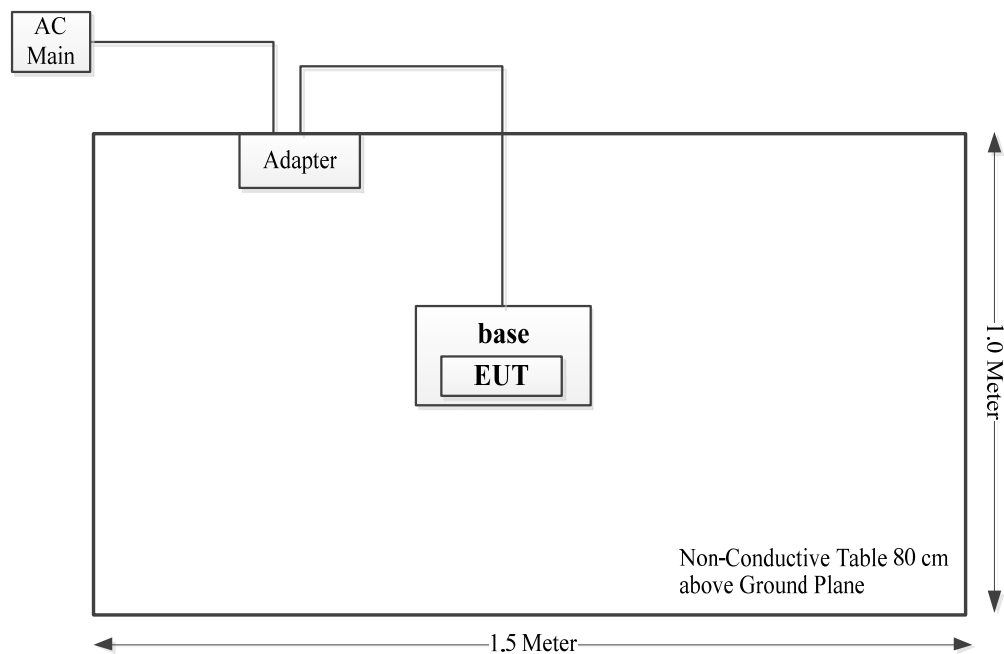 AC
Main
Adapter
base
EUT
1.0 Meter
Non-Conductive Table 80 cm
above Ground Plane
1.5 Meter